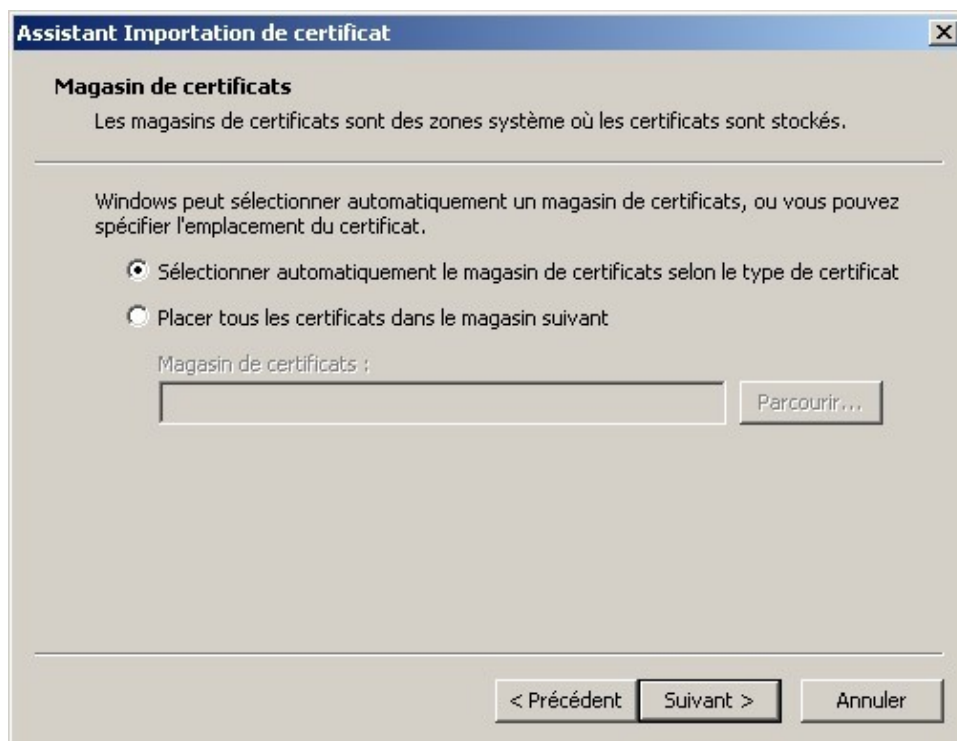 Assistant Importation de certificat
Magasin de certificats
Les magasins de certificats sont des zones système où les certificats sont stockés.
Windows peut sélectionner automatiquement un magasin de certificats, ou vous pouvez
spécifier l'emplacement du certificat.
Sélectionner automatiquement le magasin de certificats selon le type de certificat
Placer tous les certificats dans le magasin suivant
Magasin de certificats :
Parcourir...
< Précédent Suivant > Annuler